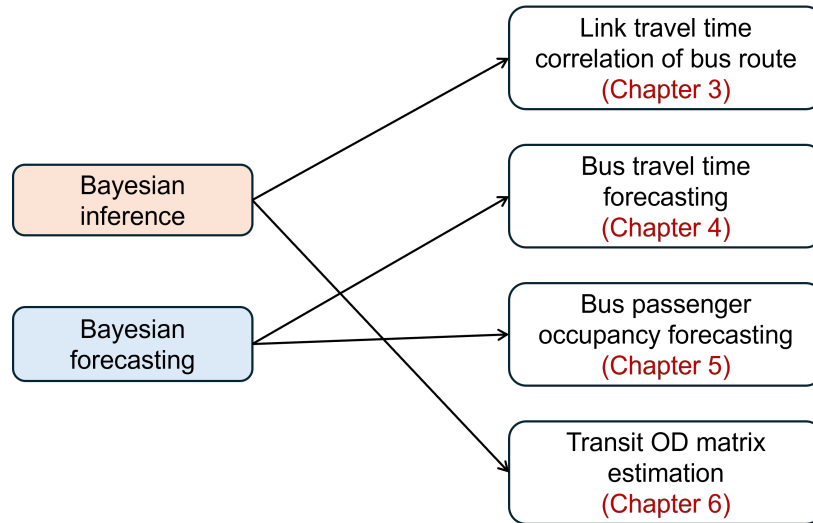 Bayesian
inference
Bayesian
forecasting
Link travel time
correlation of bus route
(Chapter 3)
Bus travel time
forecasting
(Chapter 4)
Bus passenger
occupancy forecasting
(Chapter 5)
Transit OD matrix
estimation
(Chapter 6)